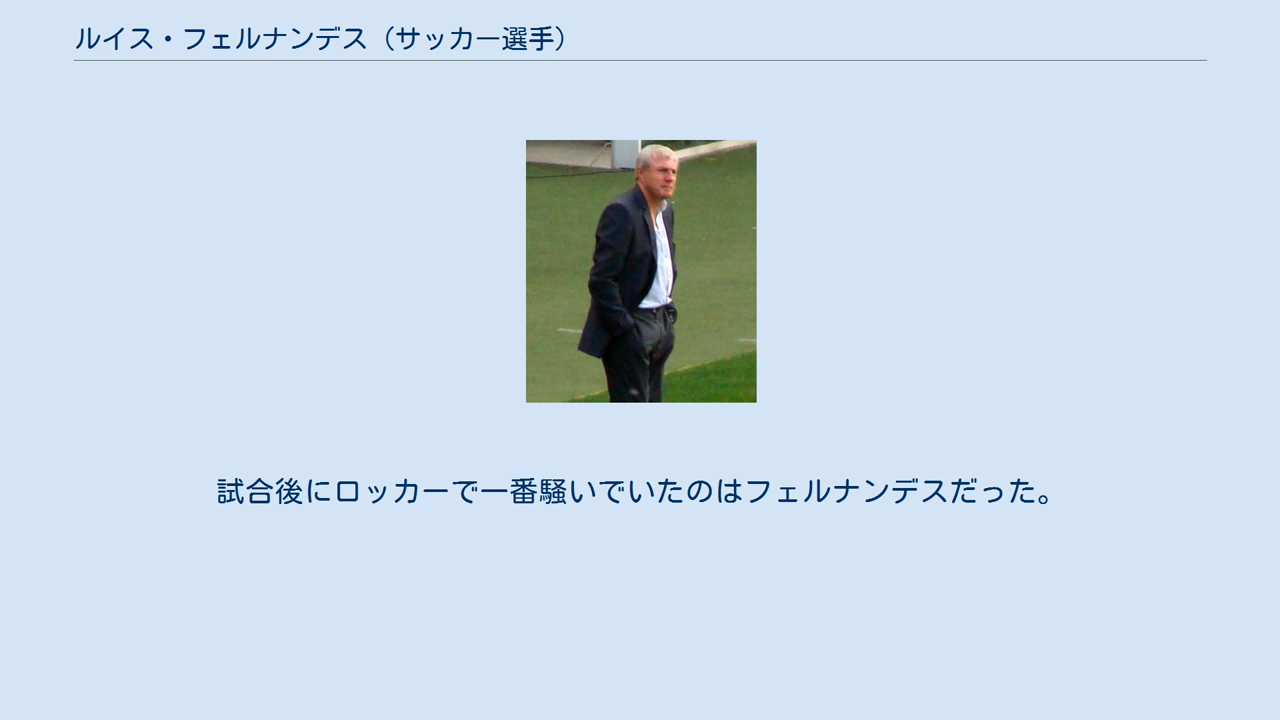 ルイス・フェルナンデス（サッカー選手）
試合後にロッカーで一番騒いでいたのはフェルナンデスだった。